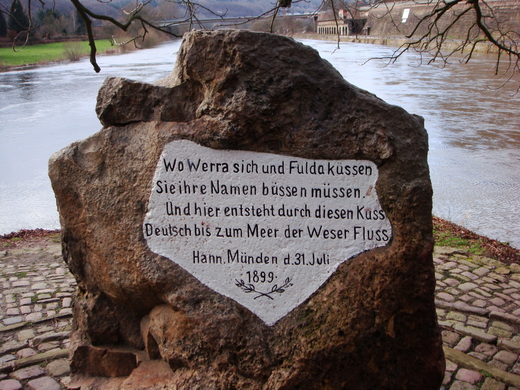 Wo Werra sich und Fulda küssen
Sie ihre Namen büssen müssen.
Und hier entsteht durch diesen Kuss
Deutsch bis zum Meer der Weser Fluss
Hann. Münden d. 31. Juli
1899.